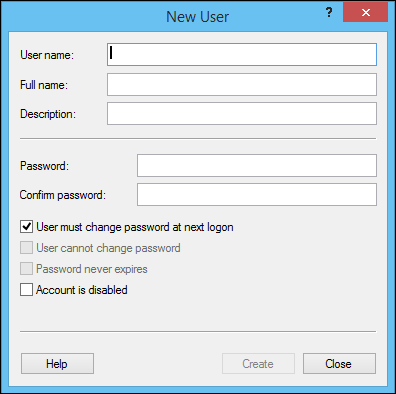 New User
?
User name:
Full name:
Description:
Password:
Confirm password:
User must change password at next logon
User cannot change password
Password never expires
Account is disabled
Help Create Close